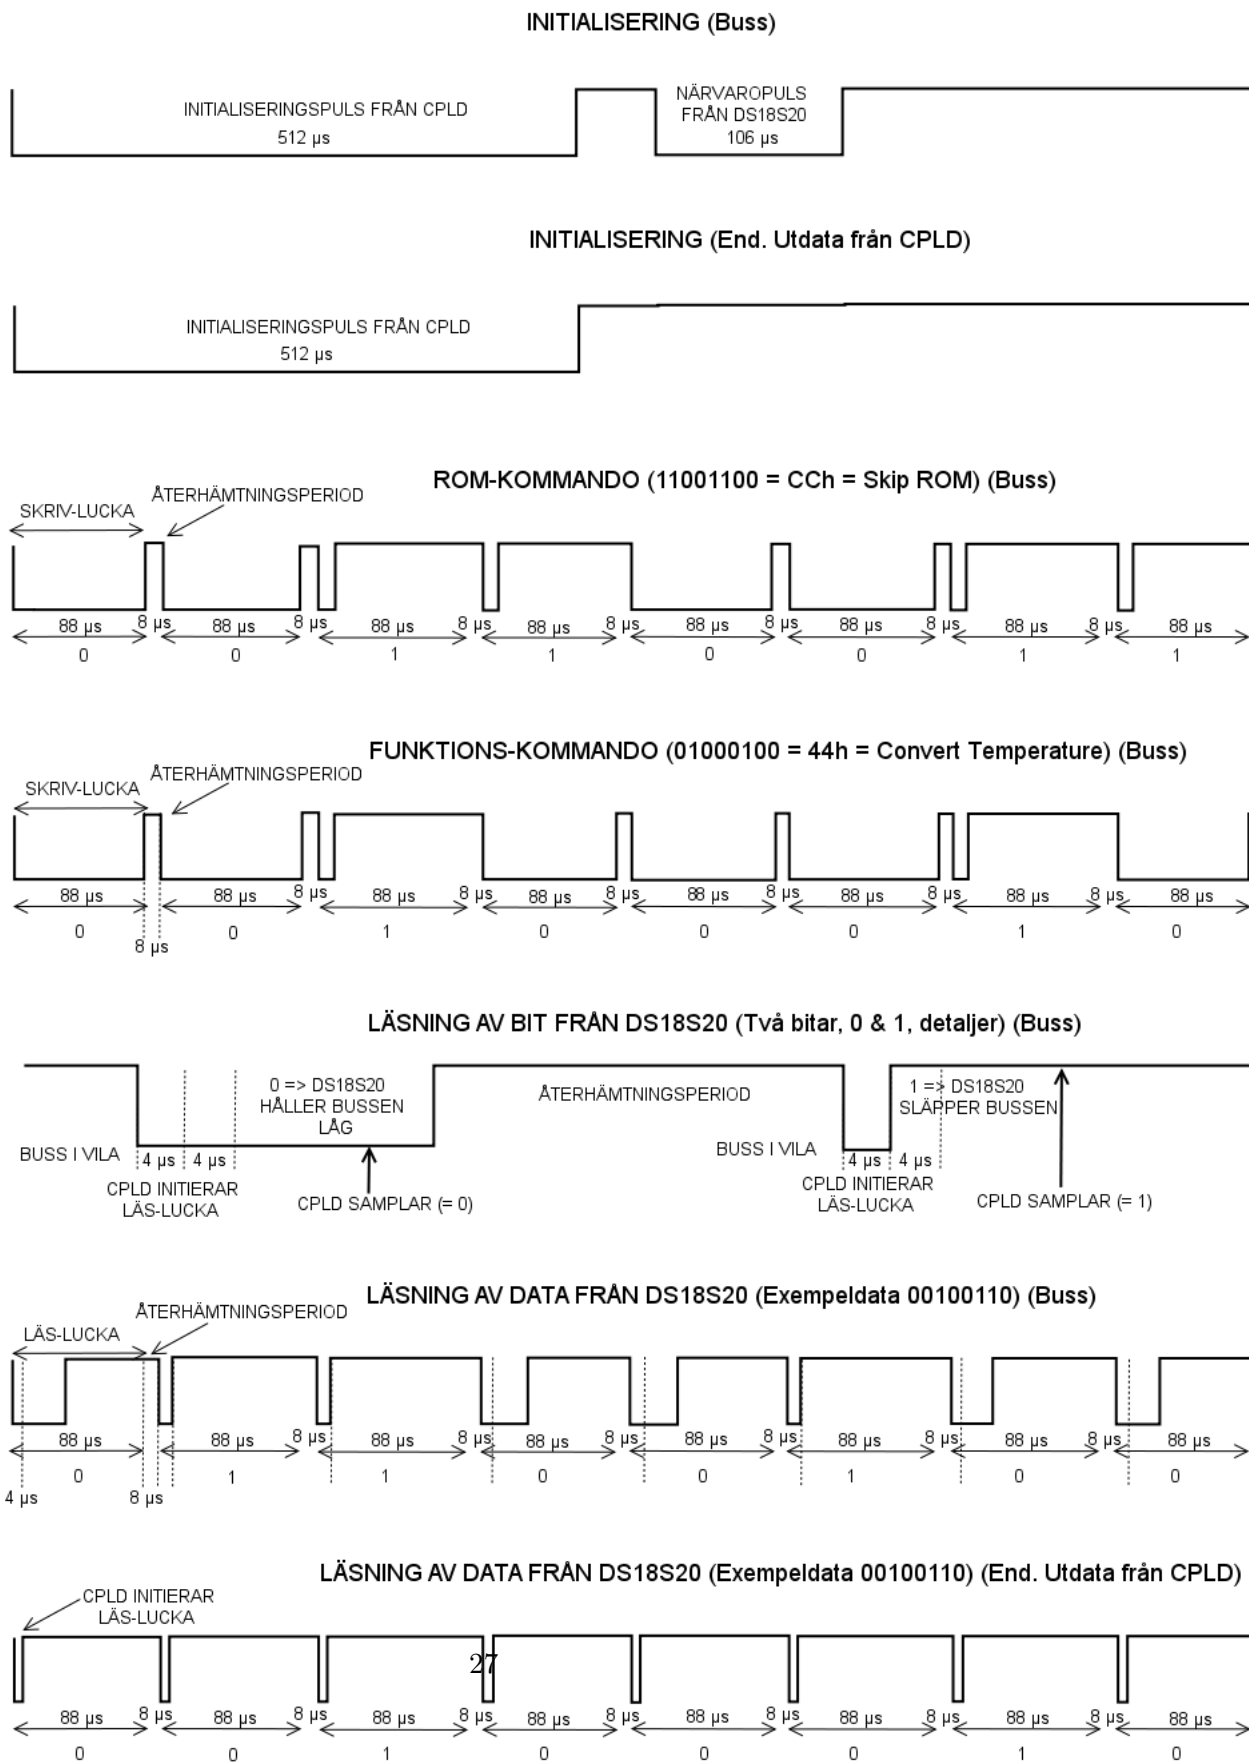 INITIALISERING (Buss)
INITIALISERINGSPULS FRÅN CPLD
512 µs
NÄRVAROPULS
FRÅN DS18S20
106 µs
INITIALISERING (End. Utdata från CPLD)
INITIALISERINGSPULS FRÅN CPLD
512 µs
ROM-KOMMANDO (11001100 = CCh = Skip ROM) (Buss)
SKRIV-LUCKA
ÅTERHÄMTNINGSPERIOD
88 µs 8 µs 88 µs 8 µs 88 µs 8 µs 88 µs 8 µs 88 µs 8 µs 88 µs 8 µs 88 µs 8 µs 88 µs
0 0 1 1 0 0 1 1
FUNKTIONS-KOMMANDO (01000100 = 44h = Convert Temperature) (Buss)
SKRIV-LUCKA
ÅTERHÄMTNINGSPERIOD
88 µs 88 µs 8 µs 88 µs 8 µs 88 µs 8 µs 88 µs 8 µs 88 µs 8 µs 88 µs 8 µs 88 µs
0 0 1 0 0 0 1 0
8 µs
LÄSNING AV BIT FRÅN DS18S20 (Två bitar, 0 & 1, detaljer) (Buss)
0 => DS18S20
HÅLLER BUSSEN
LÅG
ÅTERHÄMTNINGSPERIOD
1 => DS18S20
SLÄPPER BUSSEN
BUSS I VILA
4 µs 4 µs
BUSS I VILA
4 µs 4 µs
CPLD INITIERAR
LÄS-LUCKA
CPLD SAMPLAR (= 0)
CPLD INITIERAR
LÄS-LUCKA
CPLD SAMPLAR (= 1)
LÄSNING AV DATA FRÅN DS18S20 (Exempeldata 00100110) (Buss)
LÄS-LUCKA
ÅTERHÄMTNINGSPERIOD
88 µs 88 µs 8 µs 88 µs 8 µs 88 µs 8 µs 88 µs 8 µs 88 µs 8 µs 88 µs 8 µs 88 µs
0 1 1 0 0 1 0 0
4 µs 8 µs
LÄSNING AV DATA FRÅN DS18S20 (Exempeldata 00100110) (End. Utdata från CPLD)
CPLD INITIERAR
LÄS-LUCKA
27
88 µs 8 µs 88 µs 8 µs 88 µs 8 µs 88 µs 8 µs 88 µs 8 µs 88 µs 8 µs 88 µs 8 µs 88 µs
0 0 1 0 0 0 1 0